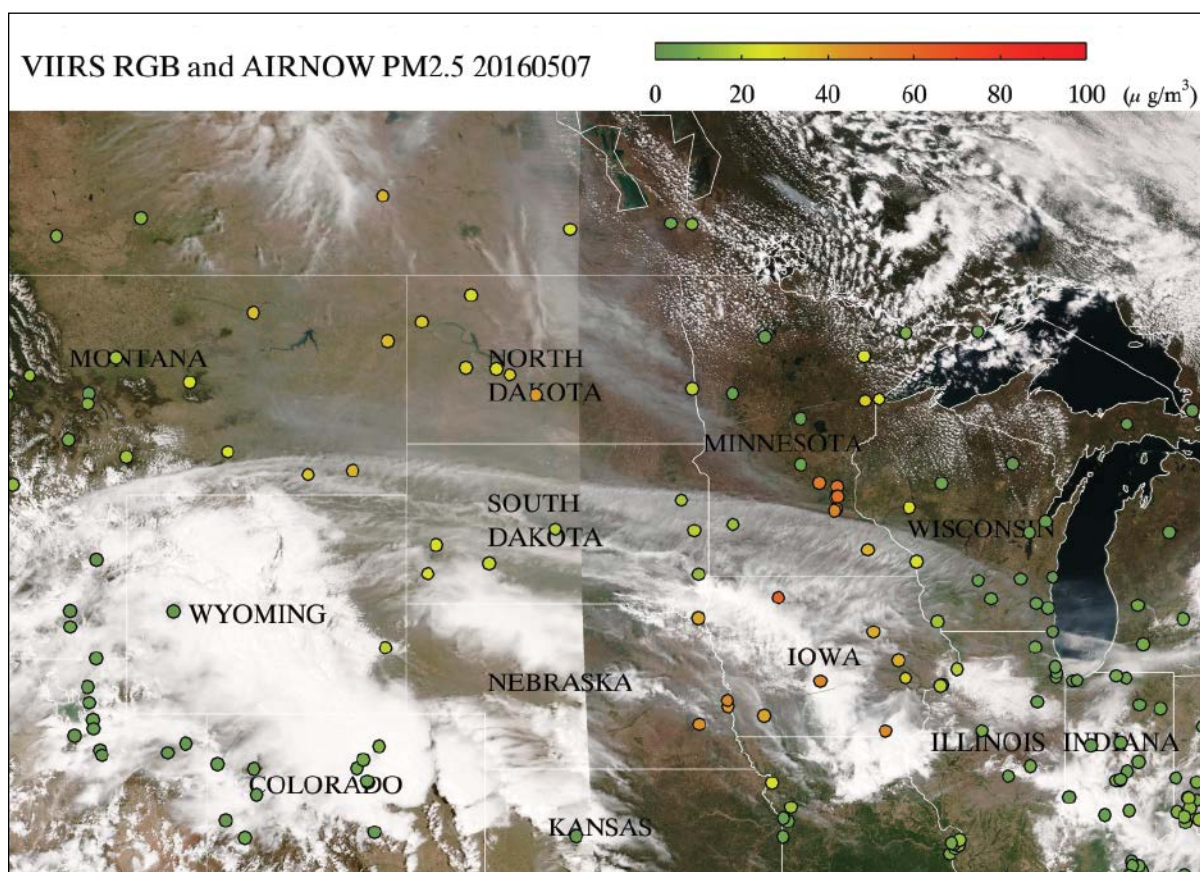 VIIRS RGB and AIRNOW PM2.5 20160507
0 20 40 60 80 100 (μ g/m³)
MONTANA
NORTH
DAKOTA
MINNESOTA
SOUTH
DAKOTA
WISCONSIN
WYOMING
IOWA
NEBRASKA
ILLINOIS
INDIANA
COLORADO
KANSAS